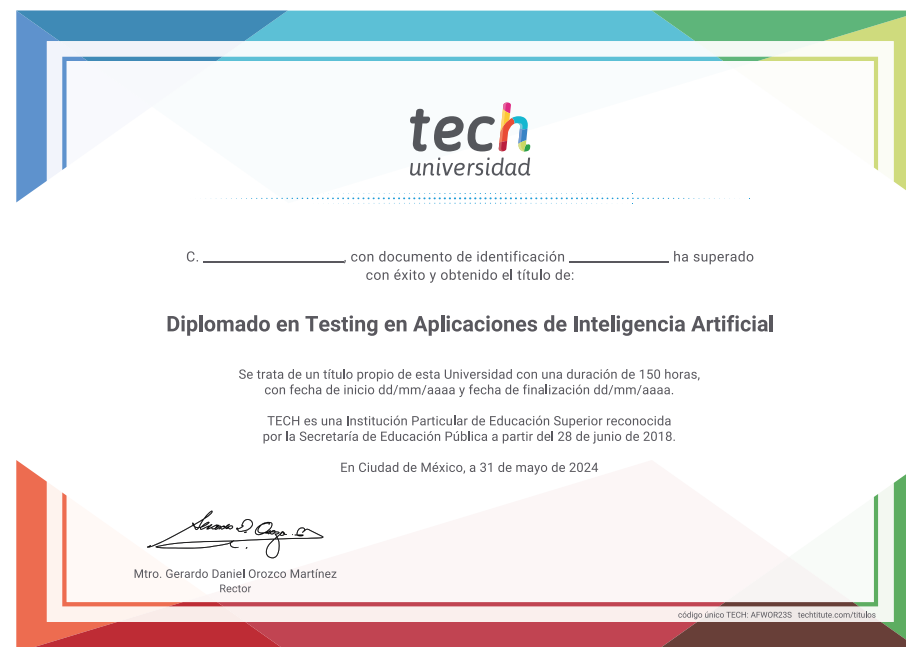 tech
universidad
C. ____________________, con documento de identificación ______________ ha superado
con éxito y obtenido el título de:
Diplomado en Testing en Aplicaciones de Inteligencia Artificial
Se trata de un título propio de esta Universidad con una duración de 150 horas,
con fecha de inicio dd/mm/aaaa y fecha de finalización dd/mm/aaaa.
TECH es una Institución Particular de Educación Superior reconocida
por la Secretaría de Educación Pública a partir del 28 de junio de 2018.
En Ciudad de México, a 31 de mayo de 2024
Mtro. Gerardo Daniel Orozco Martínez
Rector
código único TECH: AFWOR23S techtitute.com/titulos